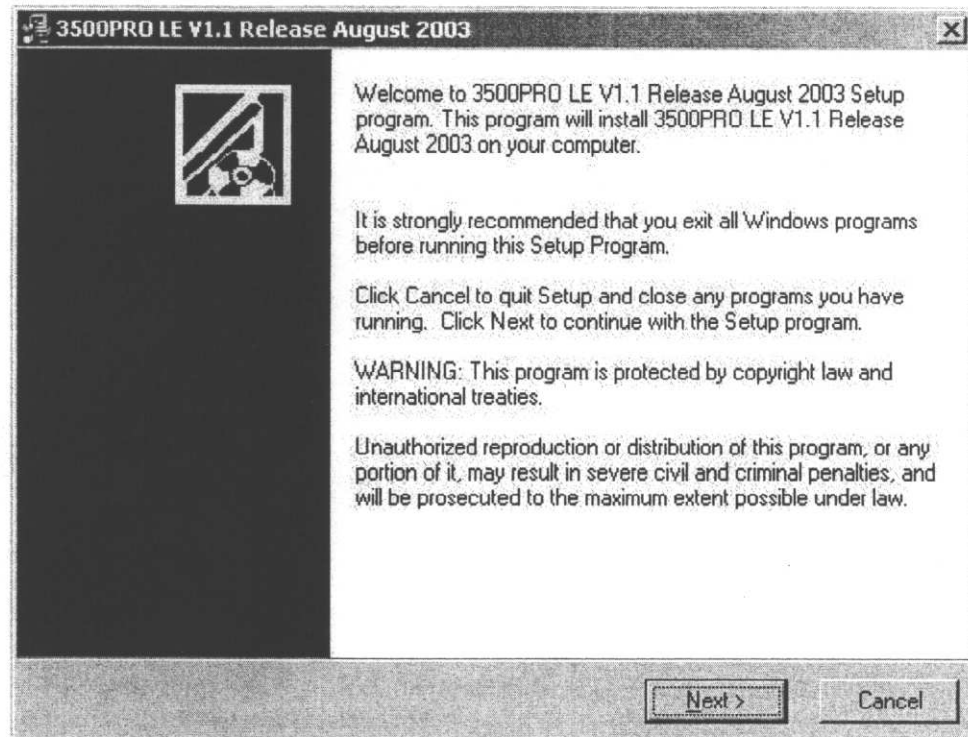 3500PRO LE V1.1 Release August 2003
Welcome to 3500PRO LE V1.1 Release August 2003 Setup
program. This program will install 3500PRO LE V1.1 Release
August 2003 on your computer.
It is strongly recommended that you exit all Windows programs
before running this Setup Program.
Click Cancel to quit Setup and close any programs you have
running.  Click Next to continue with the Setup program.
WARNING: This program is protected by copyright law and
international treaties.
Unauthorized reproduction or distribution of this program, or any
portion of it, may result in severe civil and criminal penalties, and
will be prosecuted to the maximum extent possible under law.
Next >
Cancel